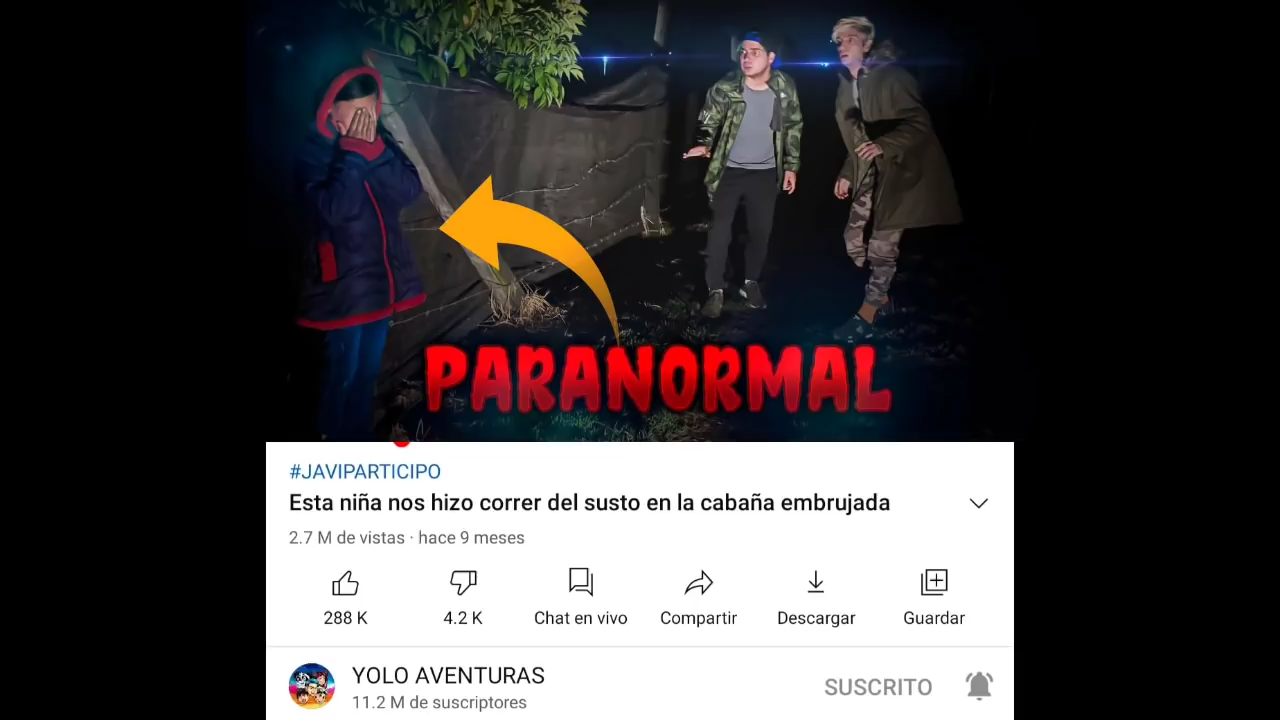 PARANORMAL
#JAVIPARTICIPO
Esta niña nos hizo correr del susto en la cabaña embrujada
2.7 M de vistas · hace 9 meses
288 K
4.2 K
Chat en vivo
Compartir
Descargar
Guardar
YOLO AVENTURAS
11.2 M de suscriptores
SUSCRITO